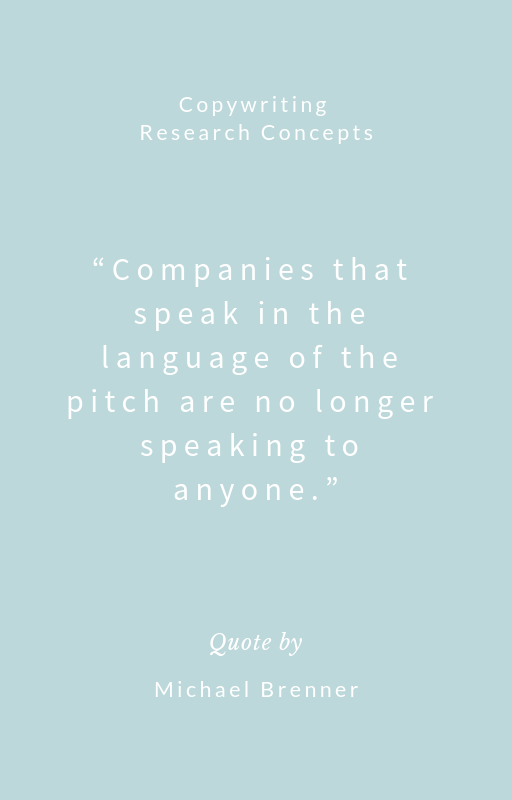 Copywriting
Research Concepts
“Companies that
speak in the
language of the
pitch are no longer
speaking to
anyone.”
Quote by
Michael Brenner